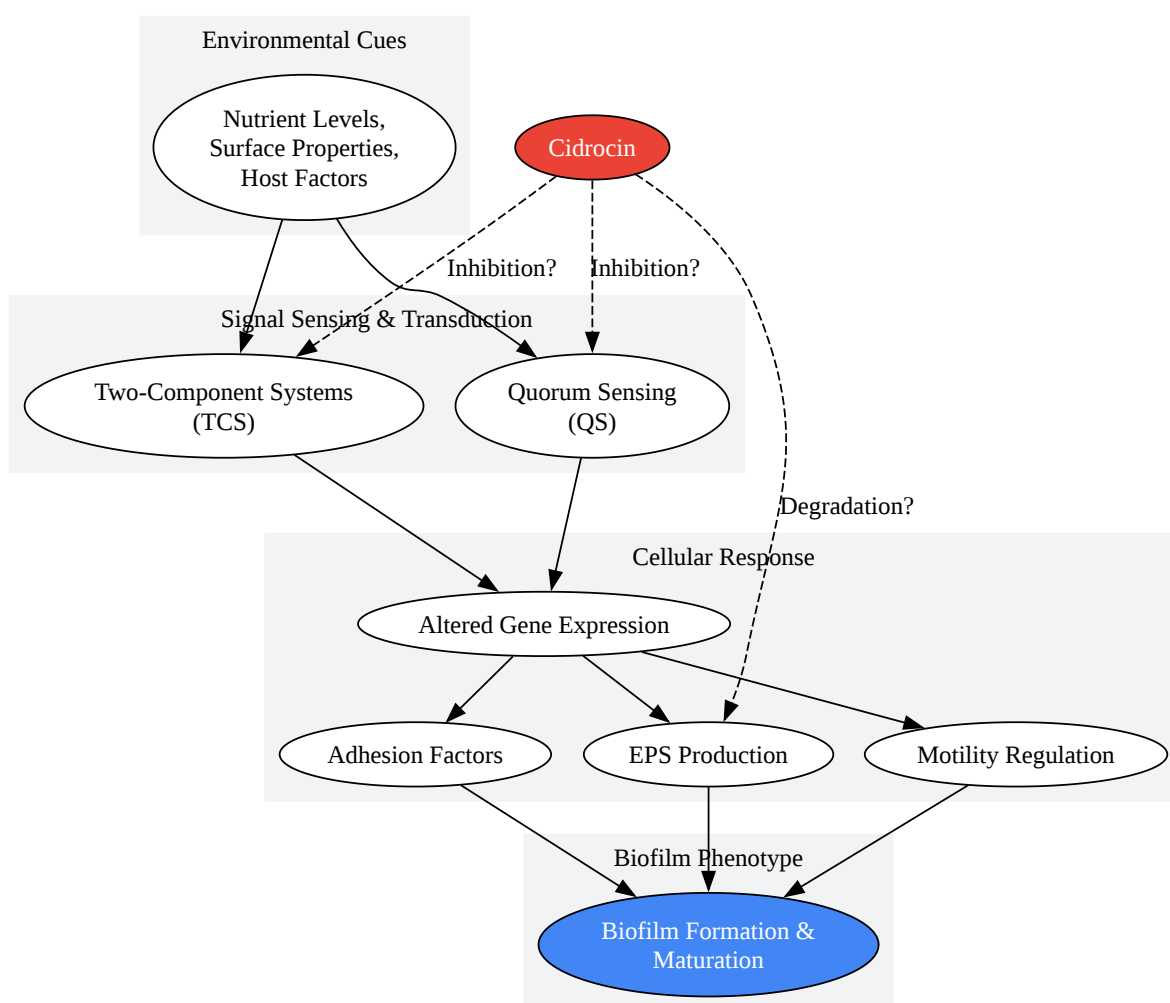 Environmental Cues
Nutrient Levels,
Surface Properties,
Host Factors
Cidrocin
Inhibition?
Inhibition?
Signal Sensing & Transduction
Two-Component Systems
(TCS)
Quorum Sensing
(QS)
Degradation?
Cellular Response
Altered Gene Expression
Adhesion Factors
EPS Production
Motility Regulation
Biofilm Phenotype
Biofilm Formation &
Maturation